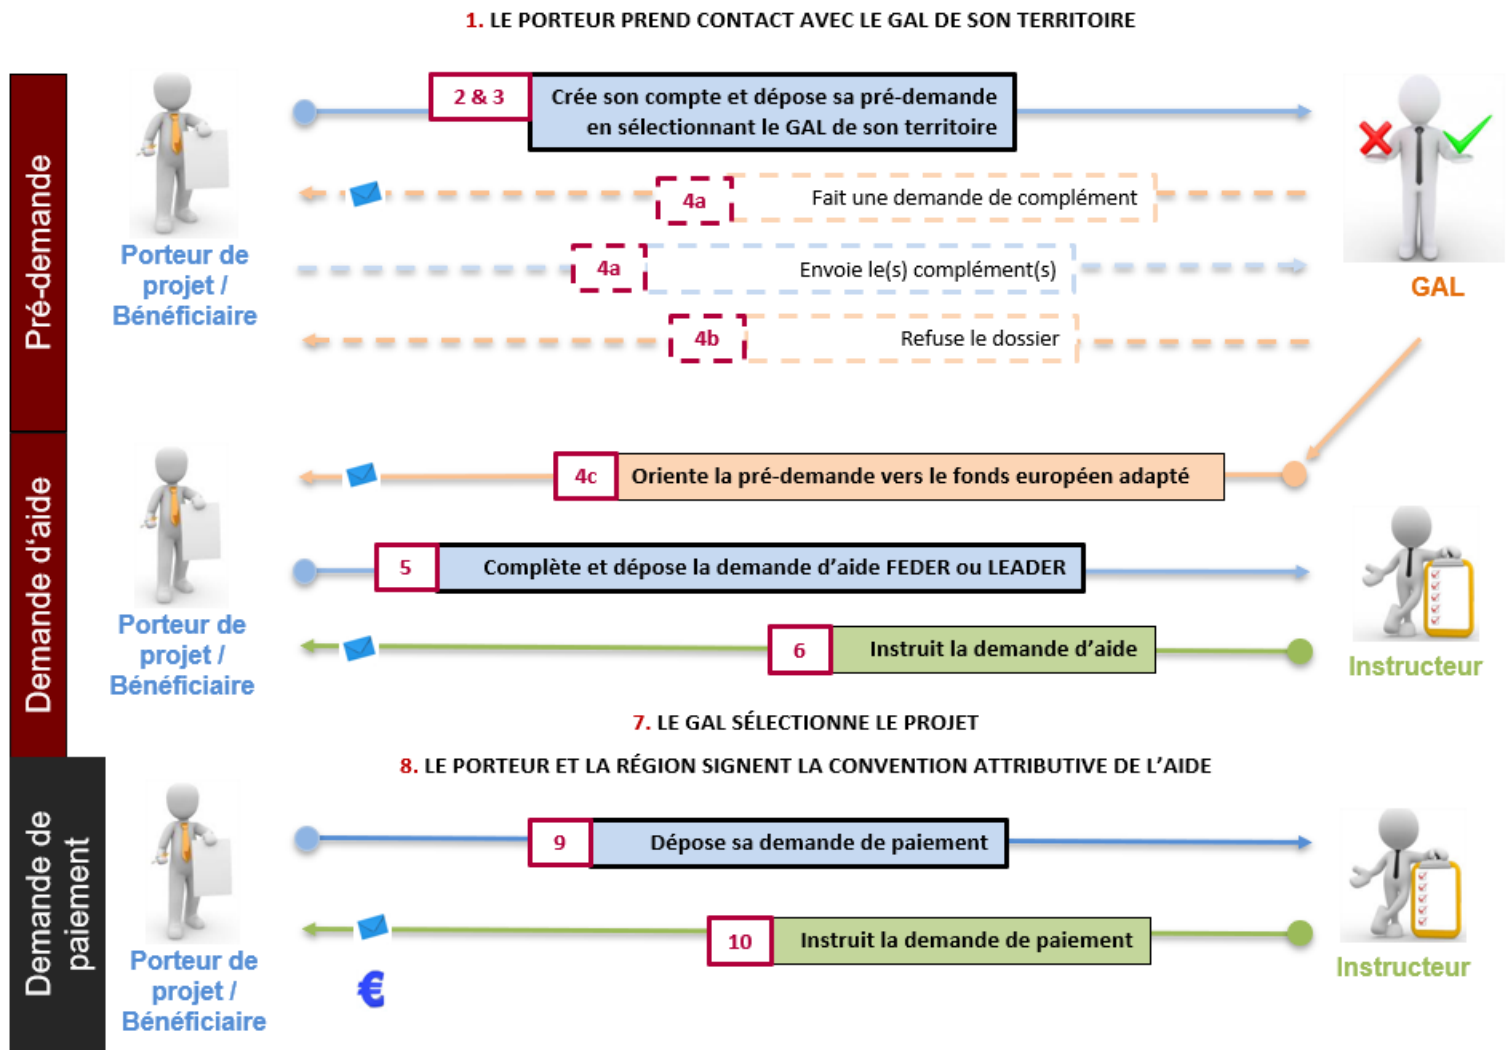 1. LE PORTEUR PREND CONTACT AVEC LE GAL DE SON TERRITOIRE
Pré-demande
2 & 3
Crée son compte et dépose sa pré-demande
en sélectionnant le GAL de son territoire
4a
Fait une demande de complément
Porteur de
projet /
Bénéficiaire
4a
Envoie le(s) complément(s)
GAL
4b
Refuse le dossier
Demande d'aide
4c
Oriente la pré-demande vers le fonds européen adapté
5
Complète et dépose la demande d’aide FEDER ou LEADER
Porteur de
projet /
Bénéficiaire
6
Instruit la demande d’aide
Instructeur
7. LE GAL SÉLECTIONNE LE PROJET
8. LE PORTEUR ET LA RÉGION SIGNENT LA CONVENTION ATTRIBUTIVE DE L’AIDE
Demande de
paiement
9
Dépose sa demande de paiement
10
Instruit la demande de paiement
Porteur de
projet /
Bénéficiaire
€
Instructeur